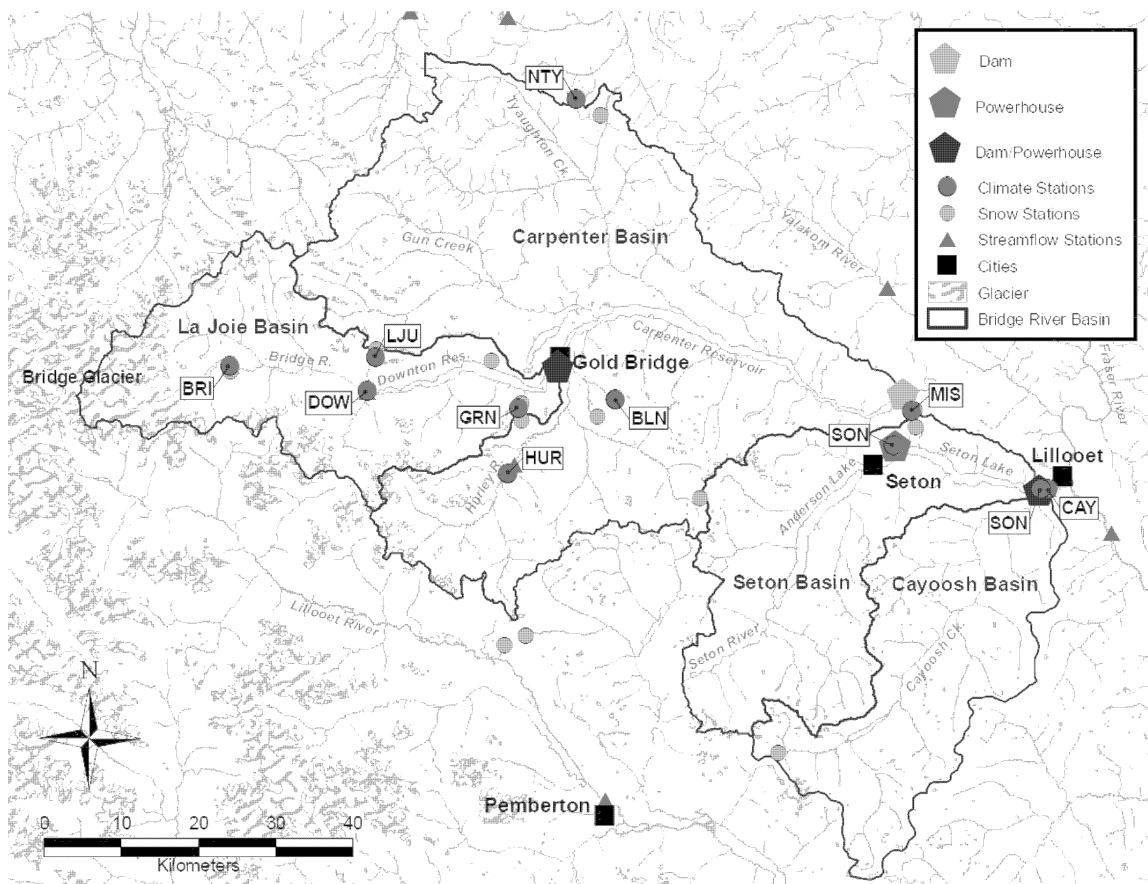 NTY
Tyaughton Ck.
Yalakom River
Carpenter Basin
Gun Creek
La Joie Basin
LJU
Carpenter Reservoir
Bridge R.
Downton Res.
Gold Bridge
Bridge Glacier
BRI
DOW
GRN
BLN
MIS
SON
HUR
Hurley R.
Seton Lake
Lillooet
Anderson Lake
Seton
SON
CAY
Fraser River
Seton Basin
Cayoosh Basin
Lillooet River
Seton River
Cayoosh Ck.
Pemberton
N
0 10 20 30 40
Kilometers
Dam
Powerhouse
Dam/Powerhouse
Climate Stations
Snow Stations
Streamflow Stations
Cities
Glacier
Bridge River Basin